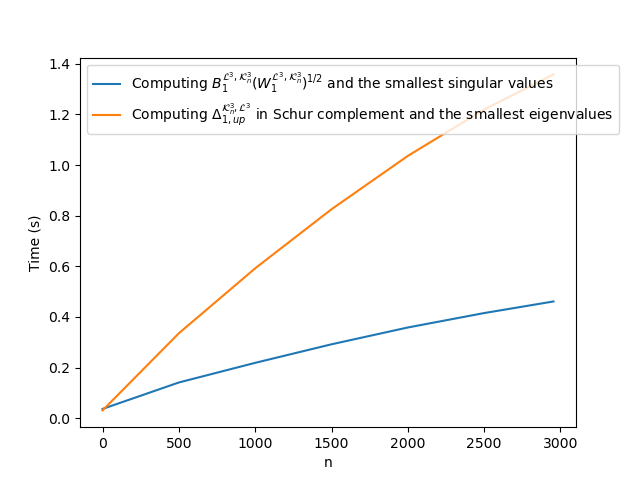 Computing $B_1^{\mathcal{L}^3,\mathcal{K}_n^3}(W_1^{\mathcal{L}^3,\mathcal{K}_n^3})^{1/2}$ and the smallest singular values
Computing $\Delta_{1,up}^{\mathcal{K}_n^3,\mathcal{L}^3}$ in Schur complement and the smallest eigenvalues
1.4
1.2
1.0
0.8
0.6
0.4
0.2
0.0
Time (s)
0 500 1000 1500 2000 2500 3000
n